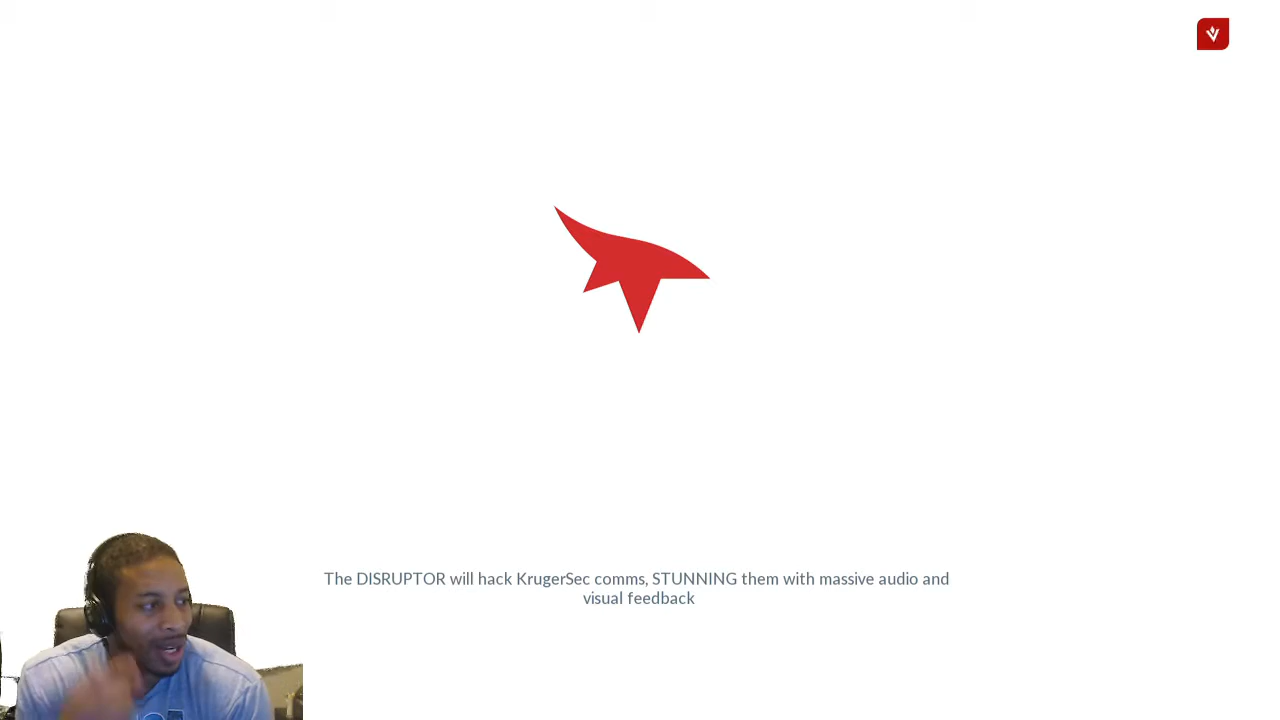 The DISRUPTOR will hack KrugerSec comms, STUNNING them with massive audio and
visual feedback